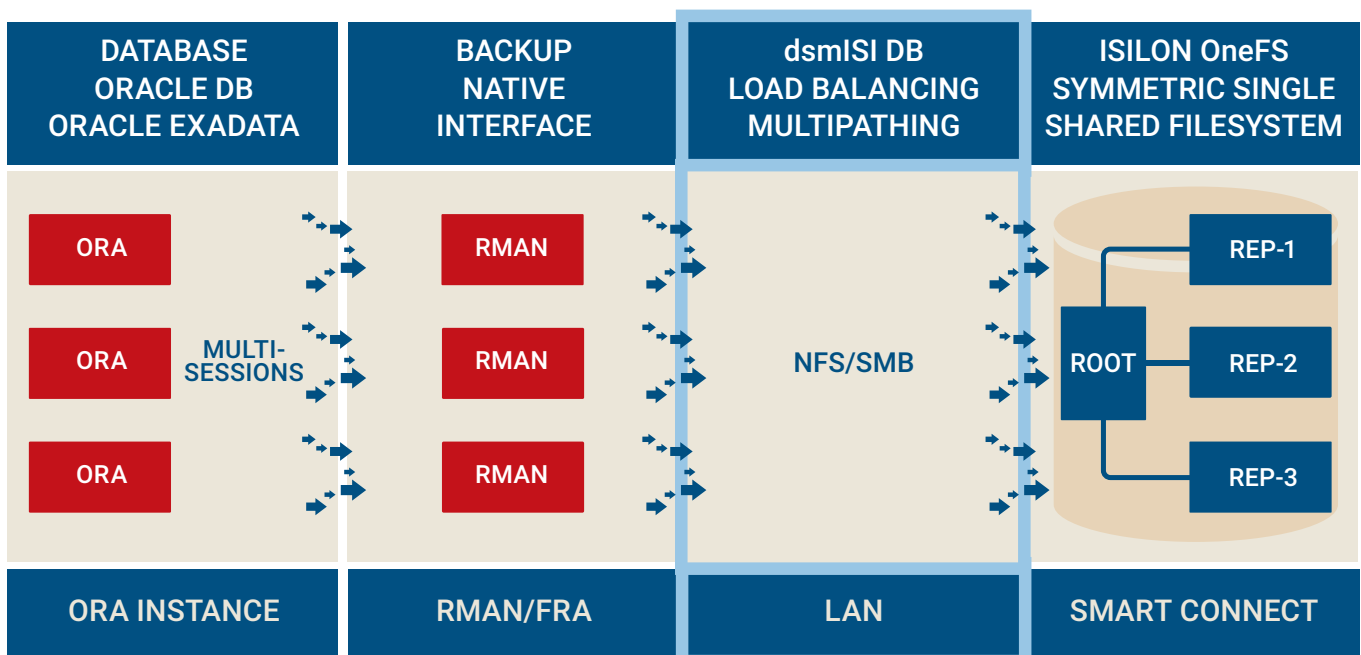 DATABASE
ORACLE DB
ORACLE EXADATA
BACKUP
NATIVE
INTERFACE
dsmISI DB
LOAD BALANCING
MULTIPATHING
ISILON OneFS
SYMMETRIC SINGLE
SHARED FILESYSTEM
ORA
ORA
ORA
MULTI-
SESSIONS
RMAN
RMAN
RMAN
NFS/SMB
ROOT
REP-1
REP-2
REP-3
ORA INSTANCE
RMAN/FRA
LAN
SMART CONNECT